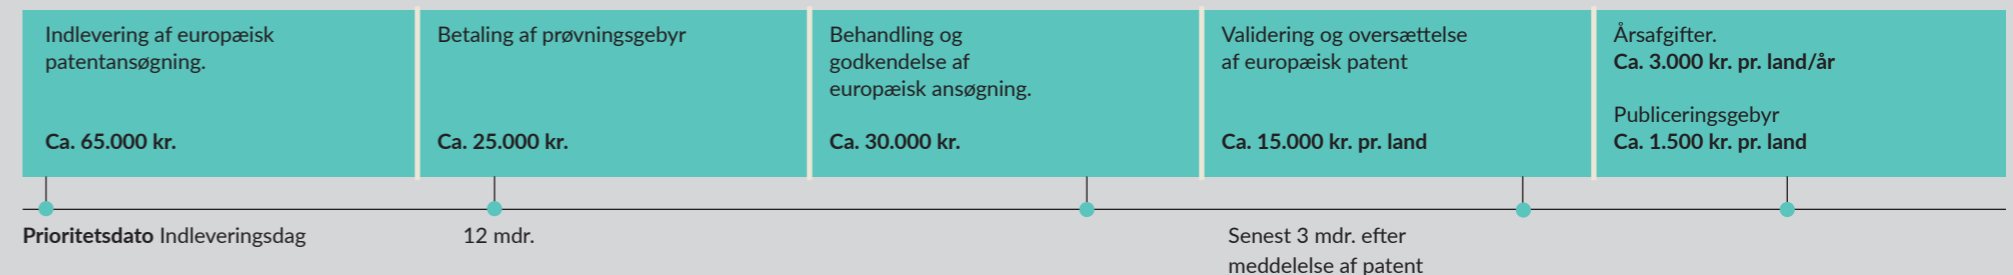 Indlevering af europæisk
patentansøgning.
Ca. 65.000 kr.
Betaling af prøvningsgebyr
Ca. 25.000 kr.
Behandling og
godkendelse af
europæisk ansøgning.
Ca. 30.000 kr.
Validering og oversættelse
af europæisk patent
Ca. 15.000 kr. pr. land
Årsafgifter.
Ca. 3.000 kr. pr. land/år
Publiceringsgebyr
Ca. 1.500 kr. pr. land
Prioritetsdato Indleveringsdag
12 mdr.
Senest 3 mdr. efter
meddelelse af patent